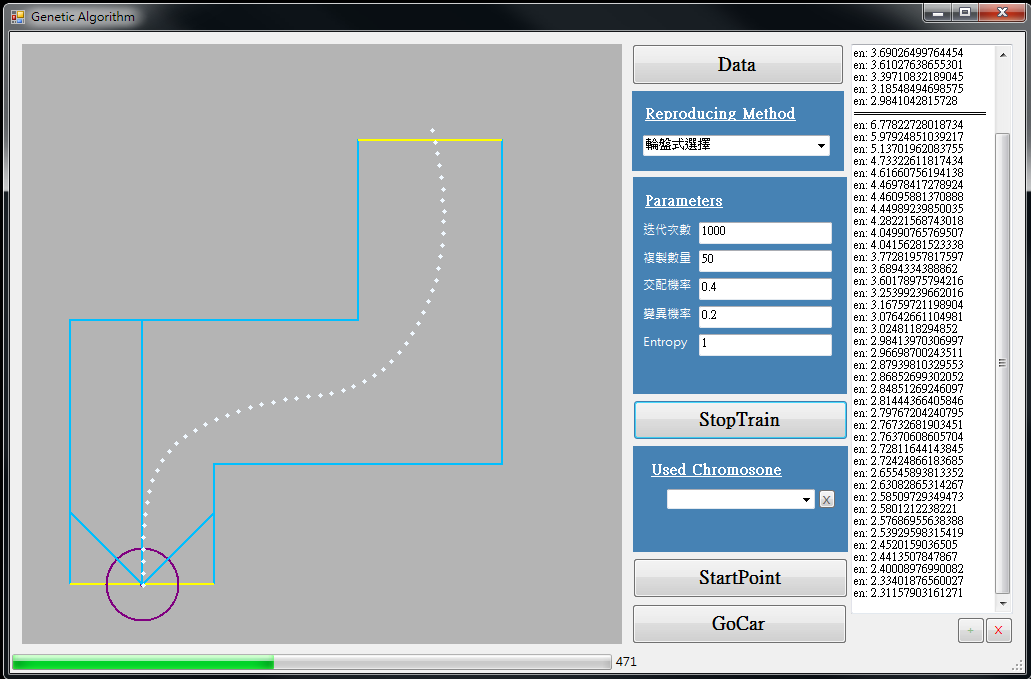 Genetic Algorithm
Data
Reproducing Method
輪盤式選擇
Parameters
迭代次數 1000
複製數量 50
交配機率 0.4
變異機率 0.2
Entropy 1
StopTrain
Used Chromosone
X
StartPoint
GoCar
471
en: 3.69026499764454
en: 3.61027638655301
en: 3.39710832189045
en: 3.18548494698575
en: 2.9841042815728
en: 6.77822728018734
en: 5.97924851039217
en: 5.13701962083755
en: 4.73322611817434
en: 4.61660756194138
en: 4.46978417278924
en: 4.46095881370888
en: 4.44989239850035
en: 4.28221568743018
en: 4.04990765769507
en: 4.04156281523338
en: 3.77281957817597
en: 3.6894334388862
en: 3.60178975794216
en: 3.25399239662016
en: 3.16759721198904
en: 3.07642661104981
en: 3.0248118294852
en: 2.98413970306997
en: 2.96698700243511
en: 2.87939810329553
en: 2.86852699302052
en: 2.84851269246097
en: 2.81444366405846
en: 2.79767204240795
en: 2.76732681903451
en: 2.76370608605704
en: 2.72811644143845
en: 2.72424866183685
en: 2.65545893813352
en: 2.63082865314267
en: 2.58509729349473
en: 2.5801212238221
en: 2.57686955638388
en: 2.53929598315419
en: 2.4520159036505
en: 2.4413507847867
en: 2.40008976990082
en: 2.33401876560027
en: 2.31157903161271
+ X